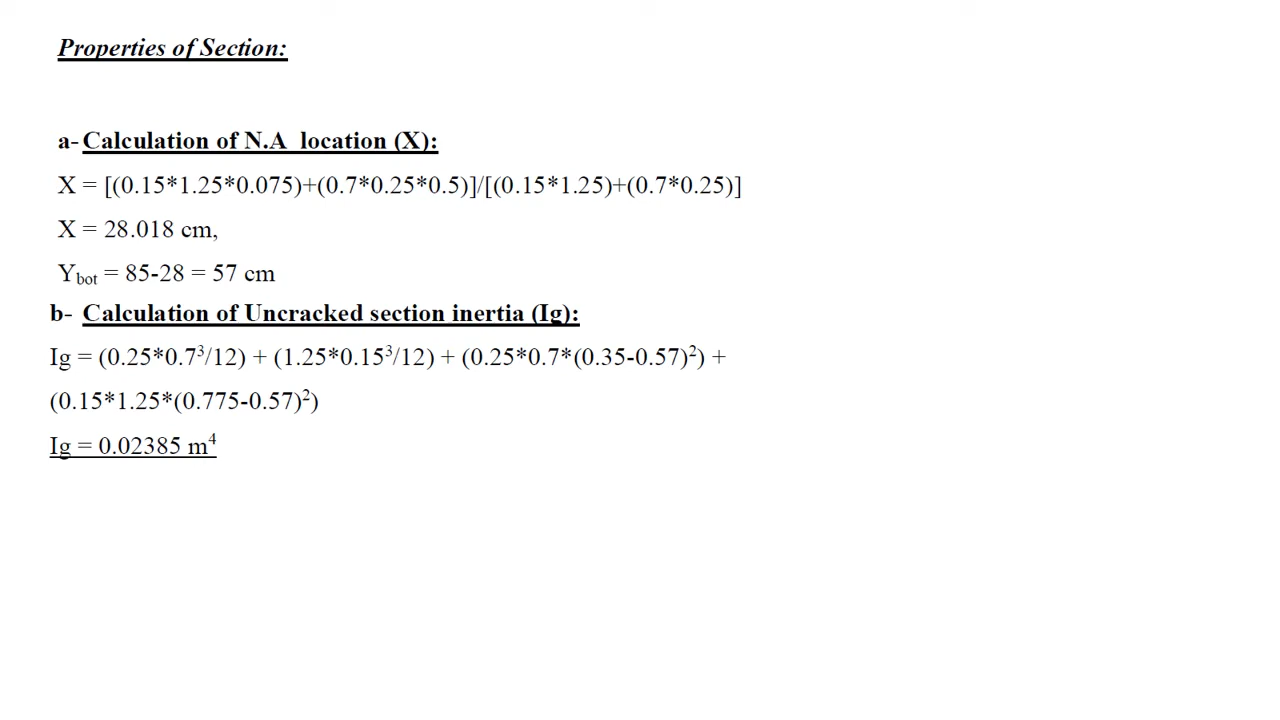 Properties of Section:
a- Calculation of N.A  location (X):
X = [(0.15*1.25*0.075)+(0.7*0.25*0.5)]/[(0.15*1.25)+(0.7*0.25)]
X = 28.018 cm,
Ybot = 85-28 = 57 cm
b-  Calculation of Uncracked section inertia (Ig):
Ig = (0.25*0.7³/12) + (1.25*0.15³/12) + (0.25*0.7*(0.35-0.57)²) +
(0.15*1.25*(0.775-0.57)²)
Ig = 0.02385 m⁴